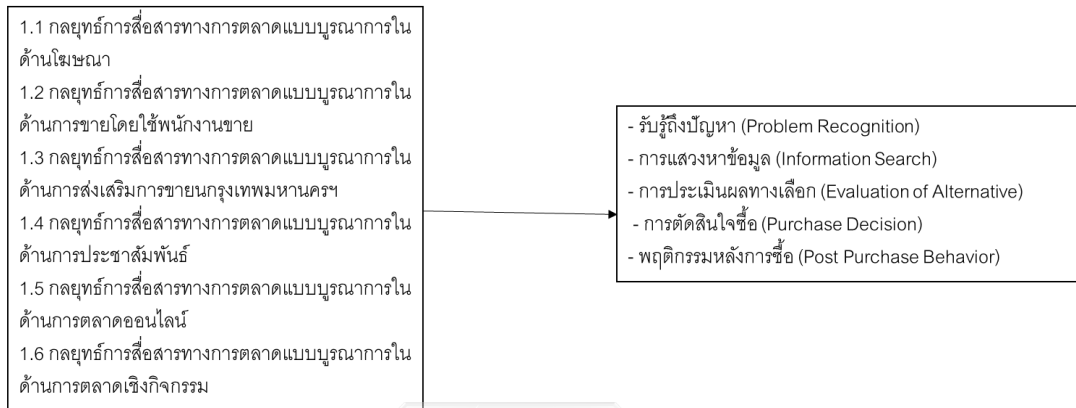 1.1 กลยุทธ์การสื่อสารทางการตลาดแบบบูรณาการใน
ด้านโฆษณา
1.2 กลยุทธ์การสื่อสารทางการตลาดแบบบูรณาการใน
ด้านการขายโดยใช้พนักงานขาย
1.3 กลยุทธ์การสื่อสารทางการตลาดแบบบูรณาการใน
ด้านการส่งเสริมการขายนกรุงเทพมหานครฯ
1.4 กลยุทธ์การสื่อสารทางการตลาดแบบบูรณาการใน
ด้านการประชาสัมพันธ์
1.5 กลยุทธ์การสื่อสารทางการตลาดแบบบูรณาการใน
ด้านการตลาดออนไลน์
1.6 กลยุทธ์การสื่อสารทางการตลาดแบบบูรณาการใน
ด้านการตลาดเชิงกิจกรรม
- รับรู้ถึงปัญหา (Problem Recognition)
- การแสวงหาข้อมูล (Information Search)
- การประเมินผลทางเลือก (Evaluation of Alternative)
- การตัดสินใจซื้อ (Purchase Decision)
- พฤติกรรมหลังการซื้อ (Post Purchase Behavior)